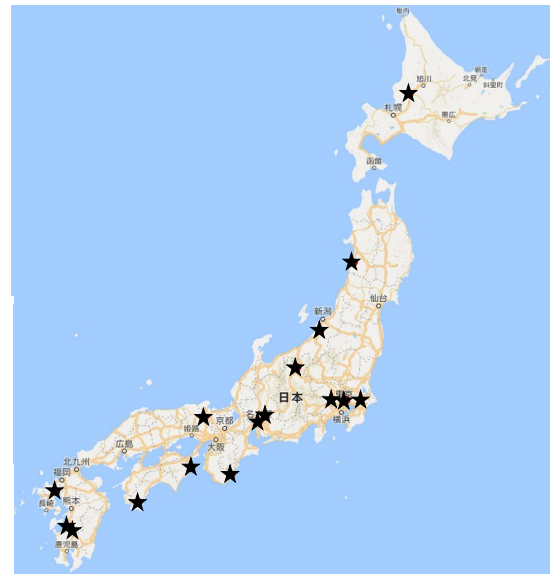 稚内
網走
旭川
北見
斜里町
札幌
帯広
函館
仙台
新潟
日本
東京
横浜
京都
姫路
大阪
広島
北九州
福岡
長崎
熊本
鹿児島